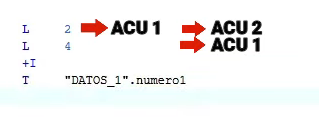 L 2 ACU 1 ACU 2
L 4 ACU 1
+I
T "DATOS_1".numero1